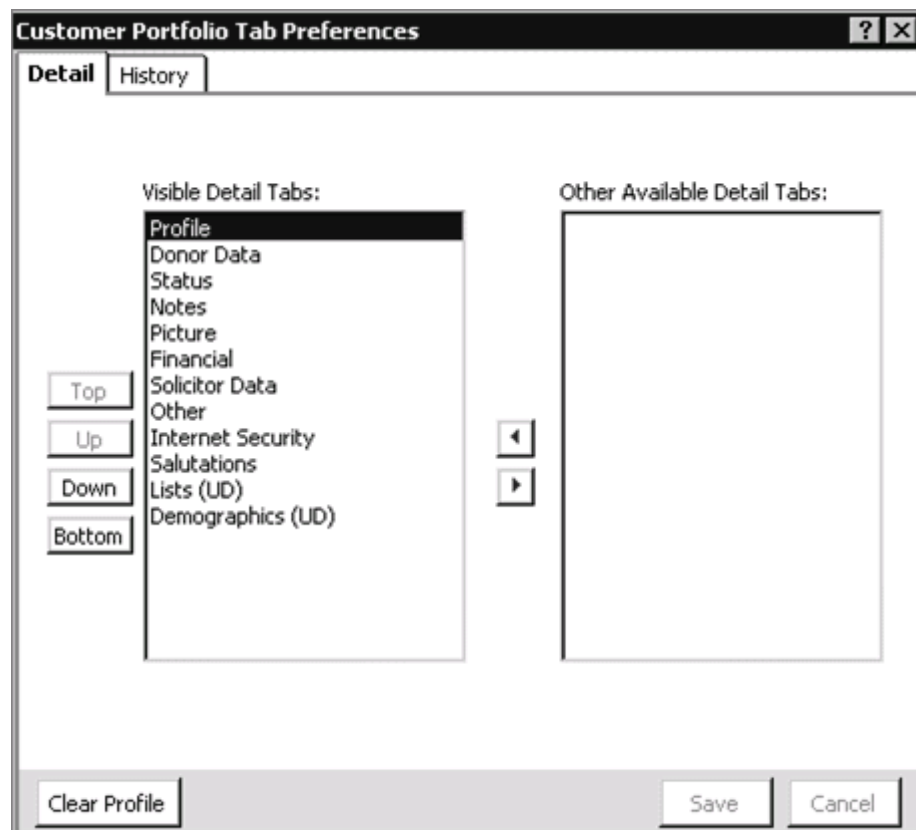 Customer Portfolio Tab Preferences
Detail History
Visible Detail Tabs:
Other Available Detail Tabs:
Profile
Donor Data
Status
Notes
Picture
Financial
Solicitor Data
Other
Internet Security
Salutations
Lists (UD)
Demographics (UD)
Top
Up
Down
Bottom
Clear Profile
Save
Cancel